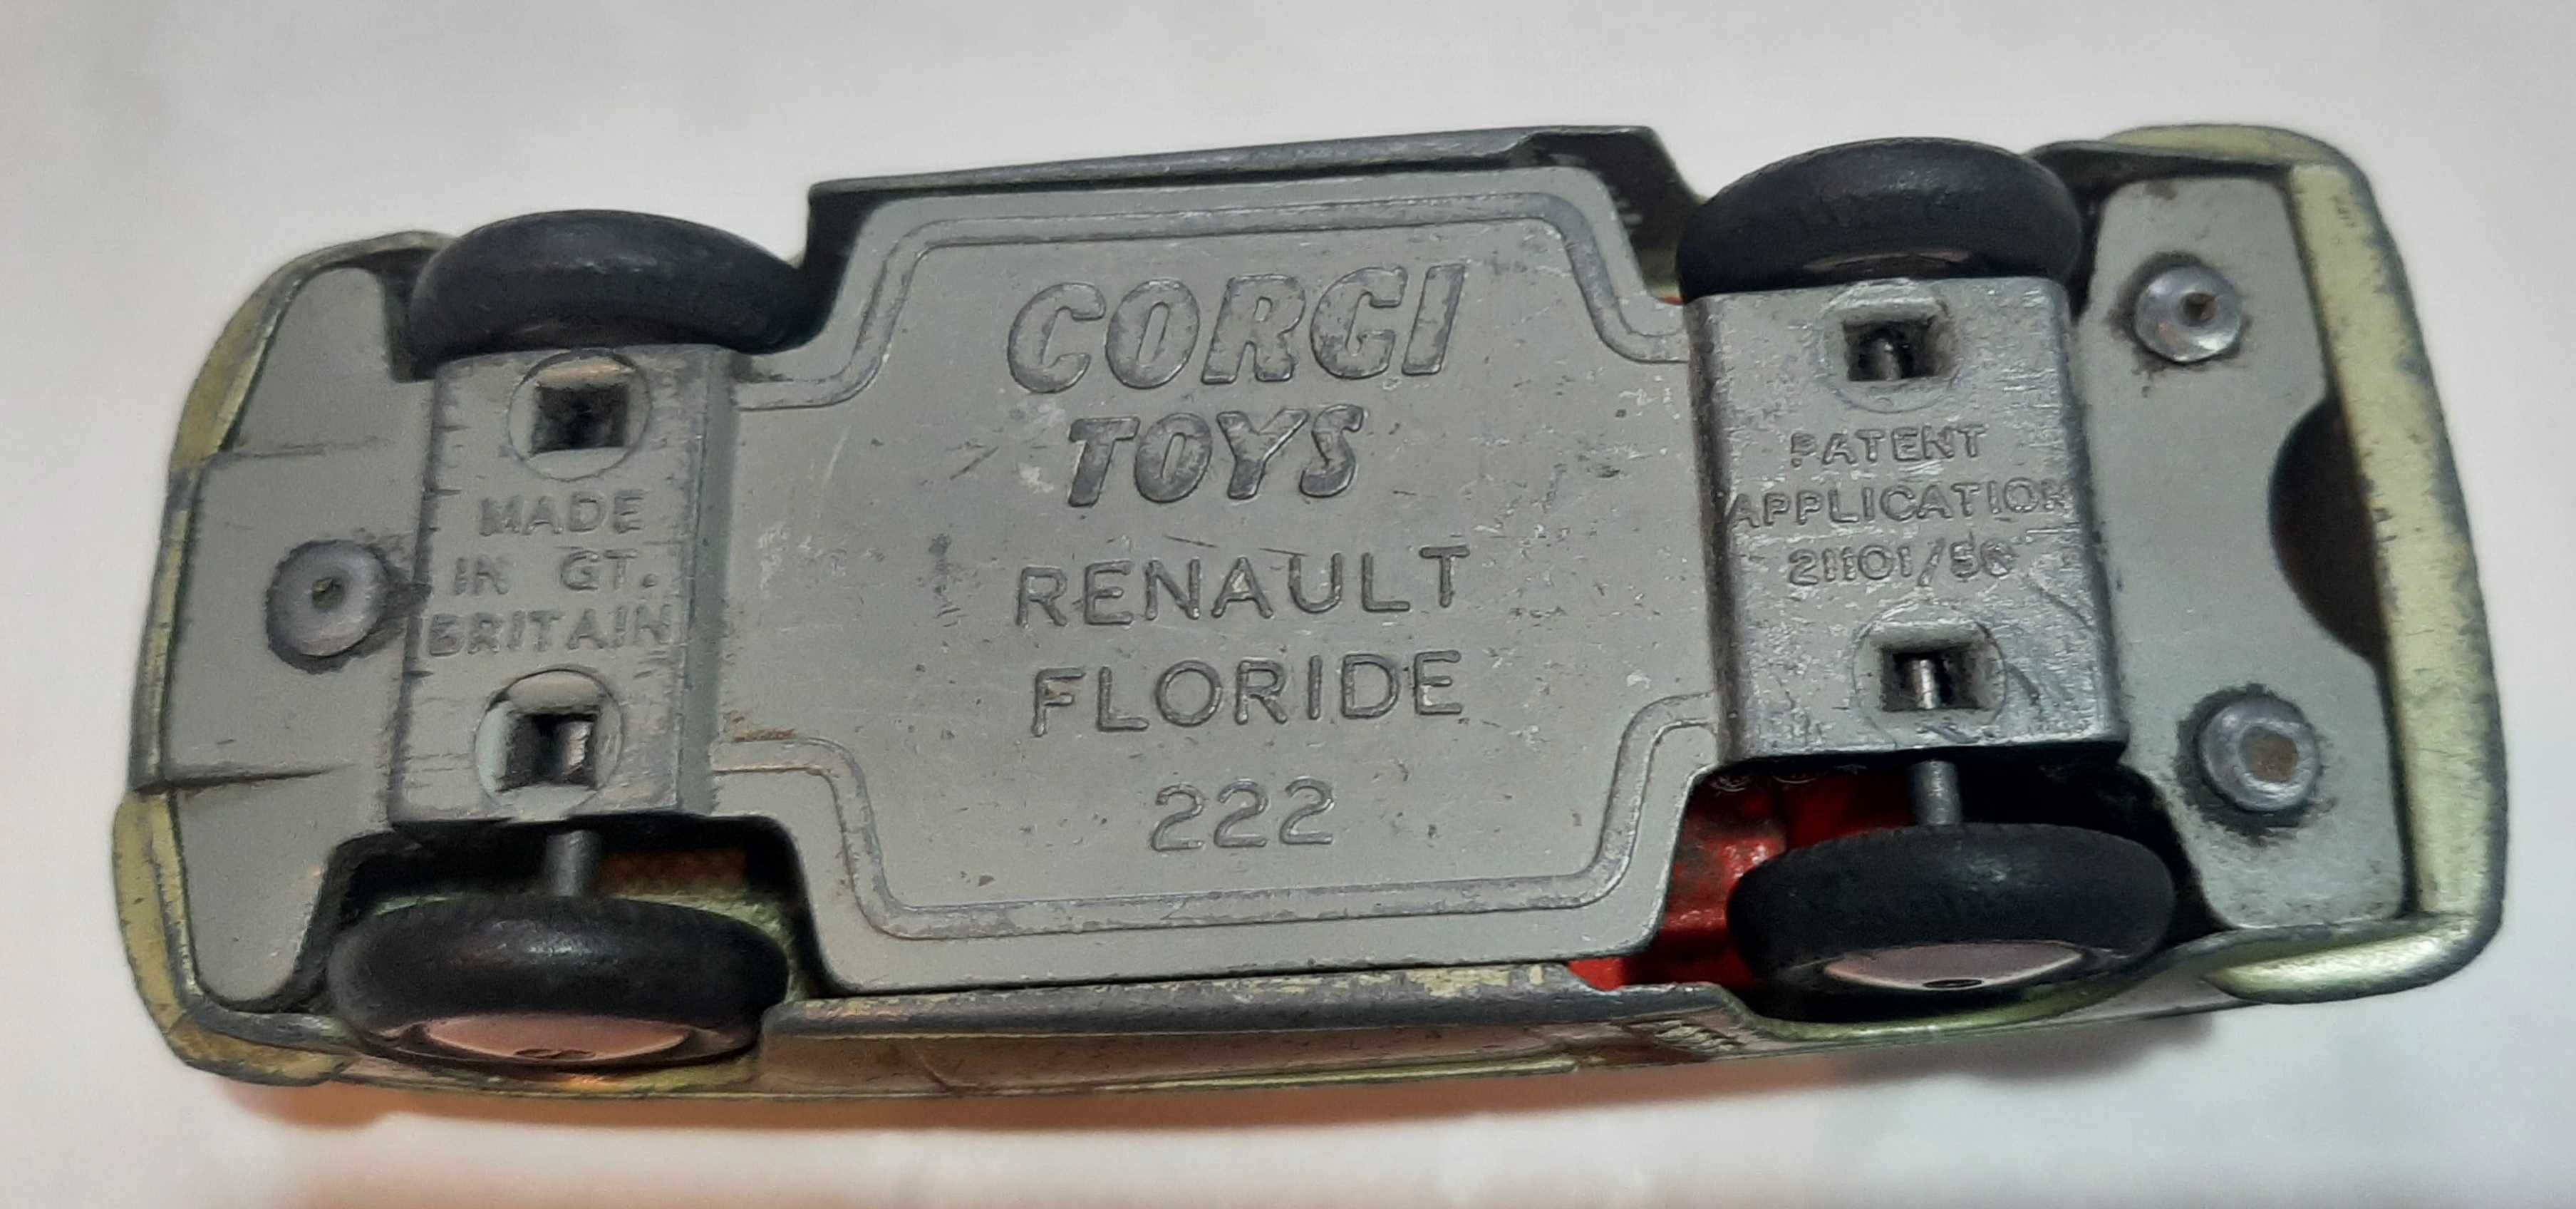 MADE
IN GT.
BRITAIN
CORGI
TOYS
RENAULT
FLORIDE
222
PATENT
APPLICATION